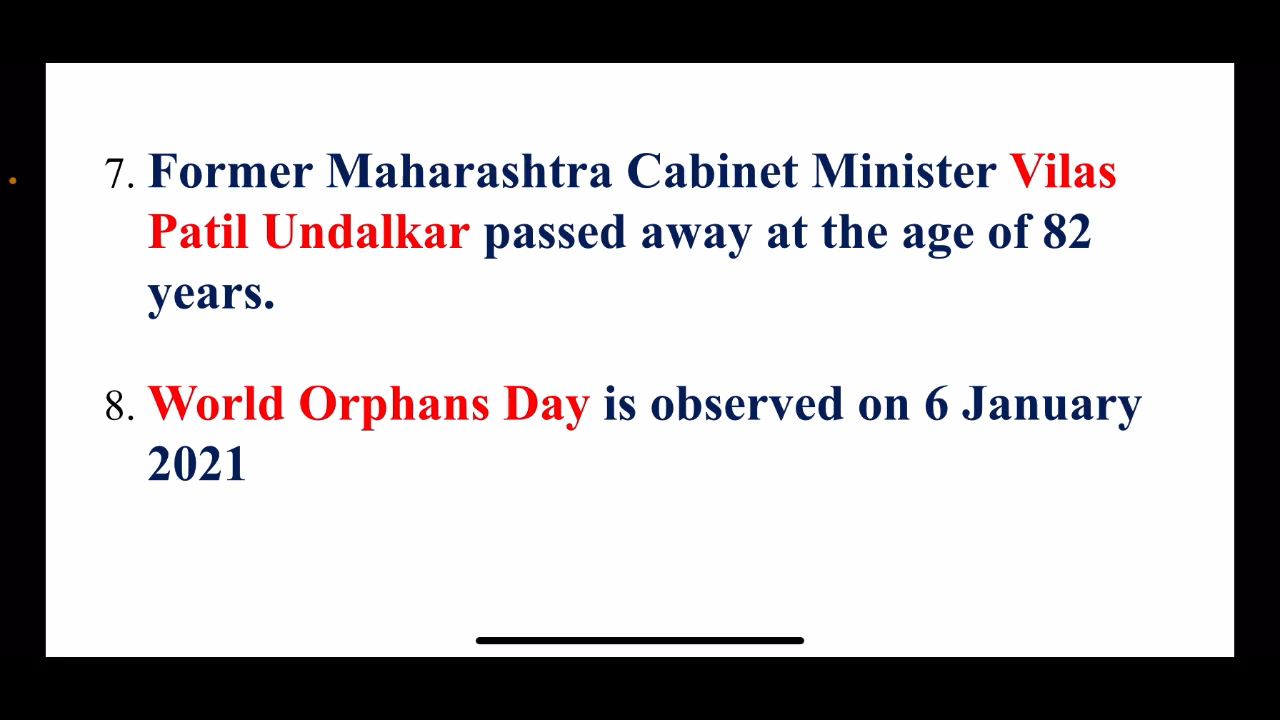 7. Former Maharashtra Cabinet Minister Vilas
Patil Undalkar passed away at the age of 82
years.
8. World Orphans Day is observed on 6 January
2021